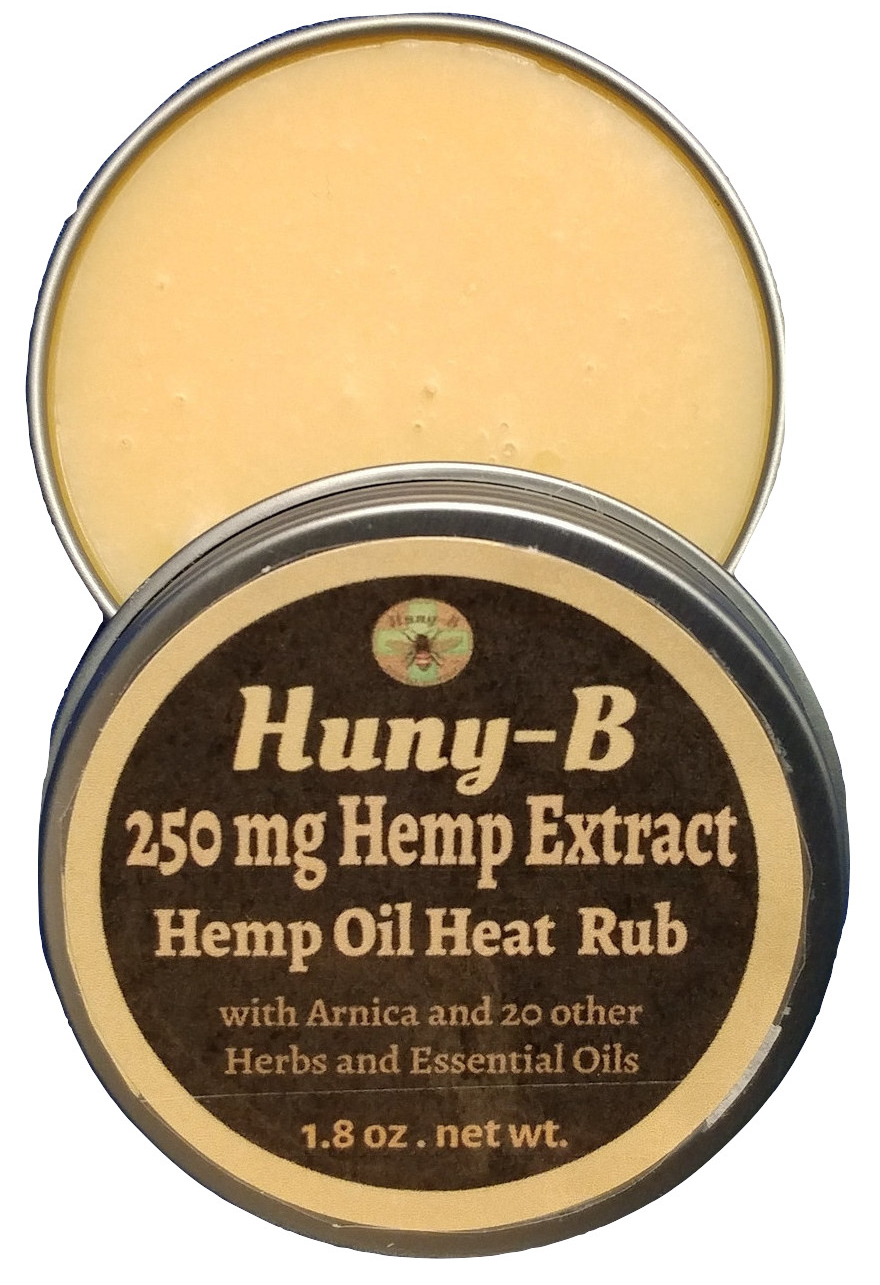 Huny-B
Huny-B
250 mg Hemp Extract
Hemp Oil Heat Rub
with Arnica and 20 other
Herbs and Essential Oils
1.8 oz . net wt.